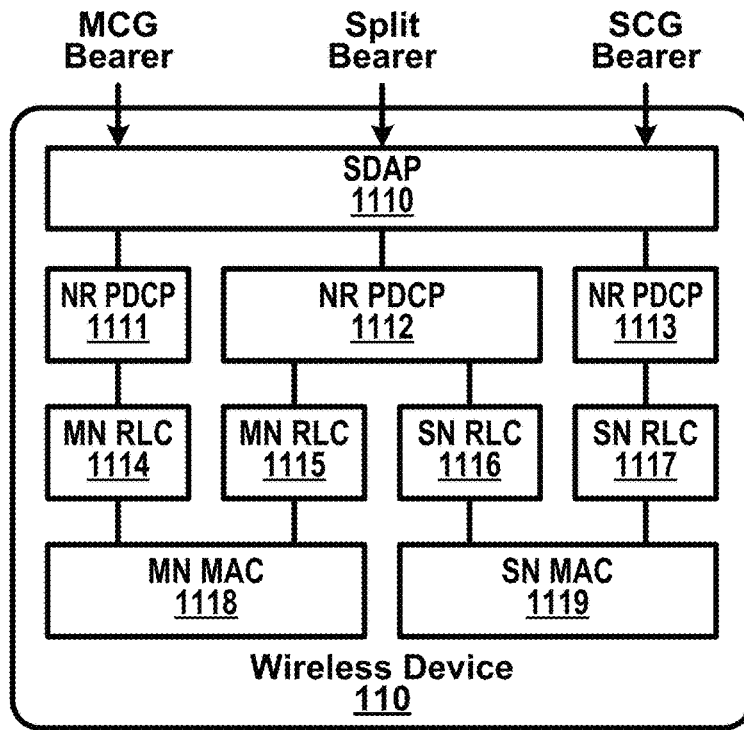 MCG Bearer
Split Bearer
SCG Bearer
SDAP
1110
NR PDCP
1111
NR PDCP
1112
NR PDCP
1113
MN RLC
1114
MN RLC
1115
SN RLC
1116
SN RLC
1117
MN MAC
1118
SN MAC
1119
Wireless Device
110